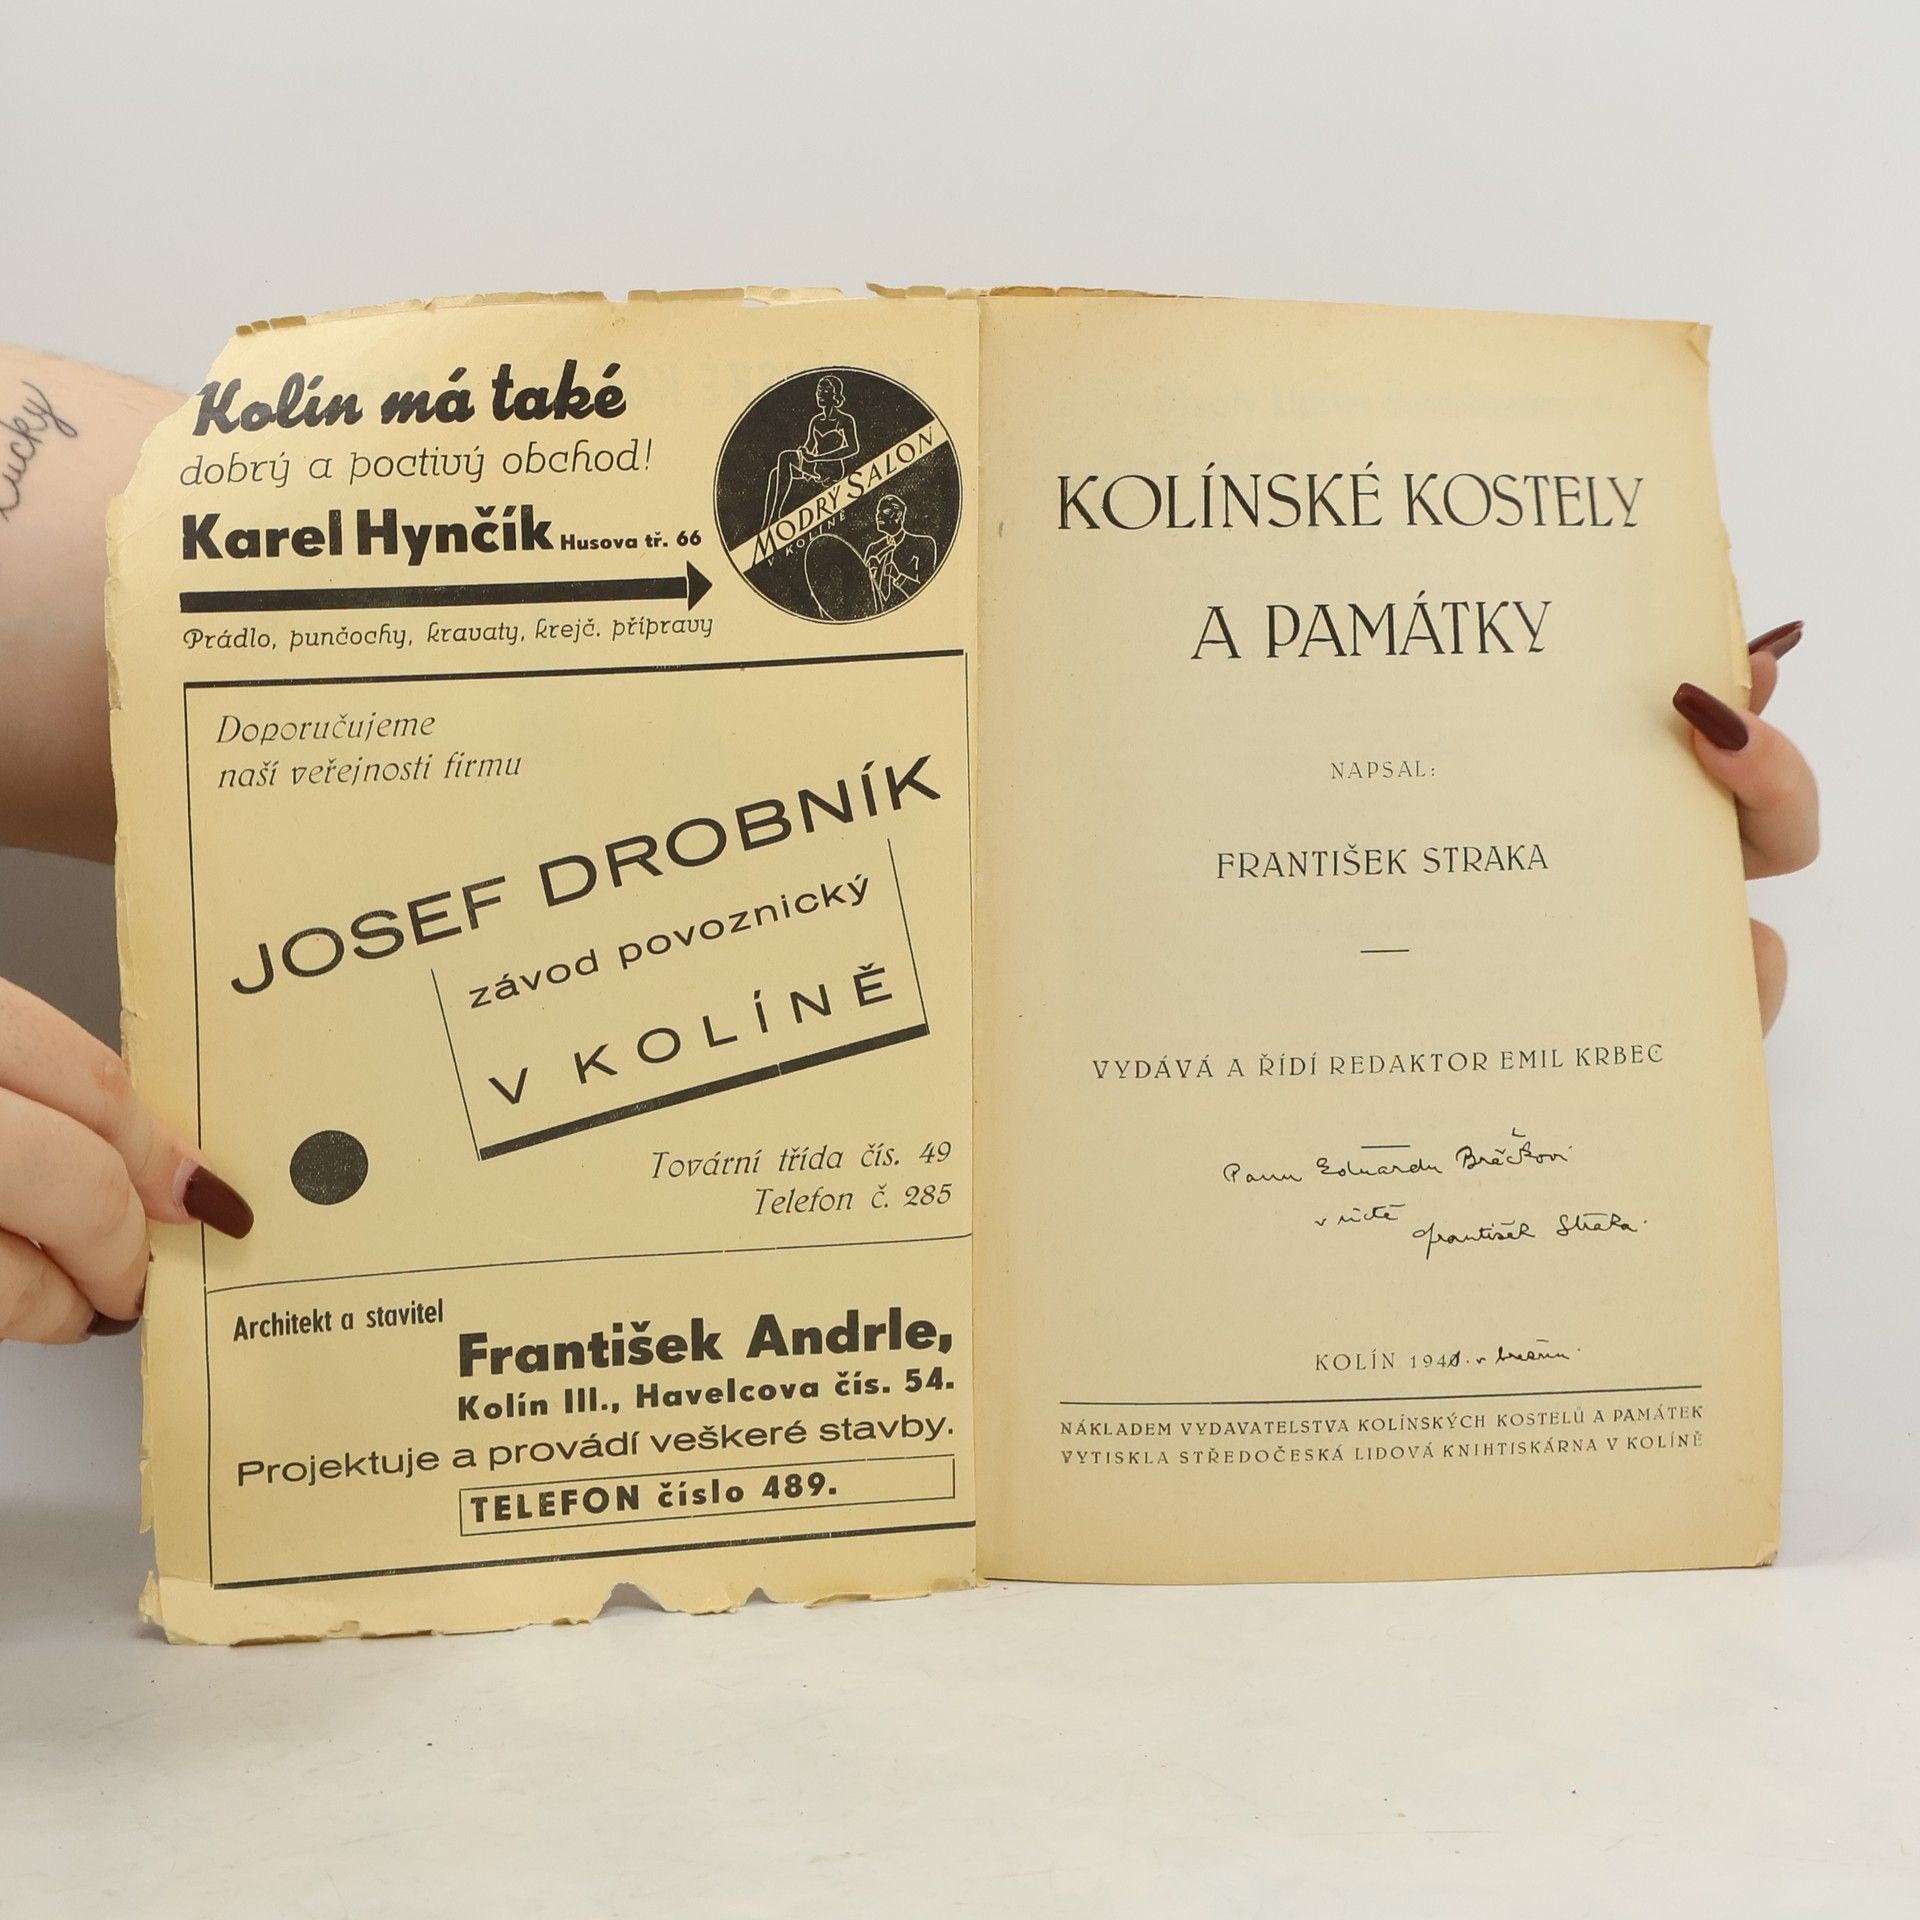 Lucky
Kolín má také
dobrý a poctivý obchod!
Karel Hynčík Husova tř. 66
Prádlo, punčochy, kravaty, krejč. přípravy
MODRÝ SALON
V KOLÍNĚ
Doporučujeme
naší veřejnosti firmu
JOSEF DROBNÍK
závod povoznický
V KOLÍNĚ
Tovární třída čís. 49
Telefon č. 285
Architekt a stavitel
František Andrle,
Kolín III., Havelcova čís. 54.
Projektuje a provádí veškeré stavby.
TELEFON číslo 489.
KOLÍNSKÉ KOSTELY
A PAMÁTKY
NAPSAL:
FRANTIŠEK STRAKA
VYDÁVÁ A ŘÍDÍ REDAKTOR EMIL KRBEC
Panu Eduardu
v úctě
František Straka.
KOLÍN 1941. v březnu.
NÁKLADEM VYDAVATELSTVA KOLÍNSKÝCH KOSTELŮ A PAMÁTEK
VYTISKLA STŘEDOČESKÁ LIDOVÁ KNIHTISKÁRNA V KOLÍNĚ